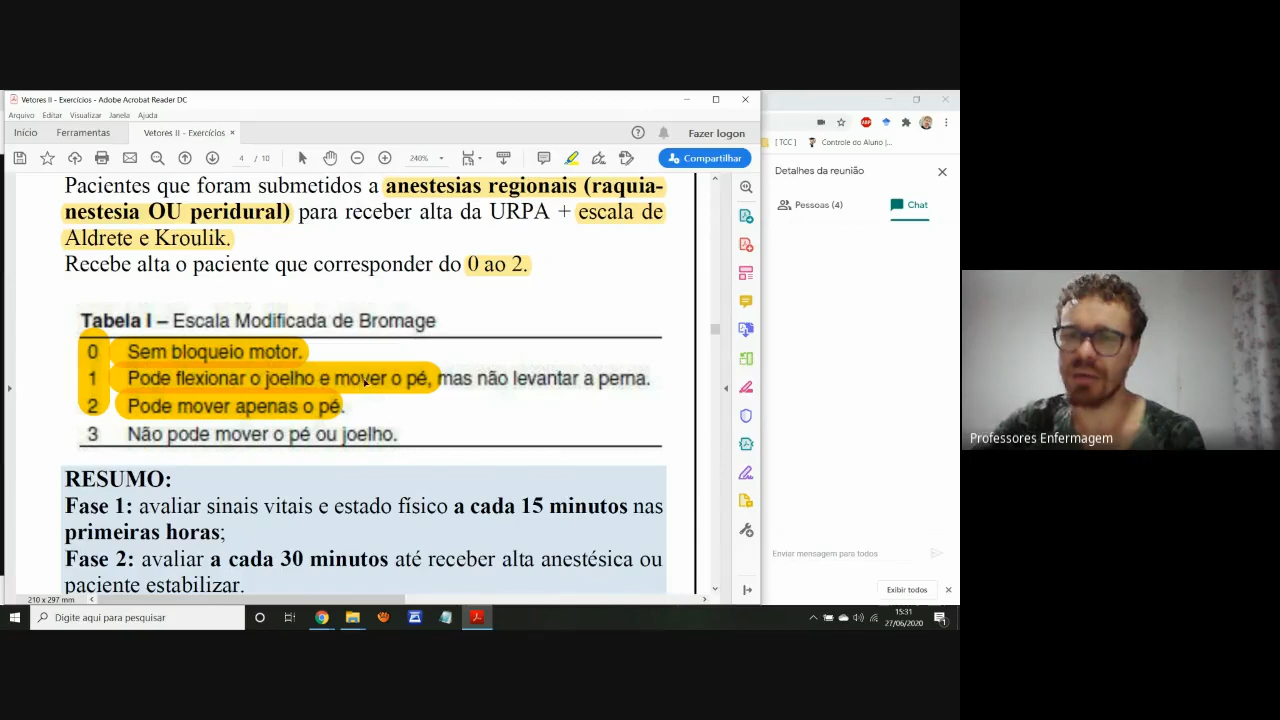 Vetores II - Exercícios - Adobe Acrobat Reader DC
Arquivo Editar Visualizar Janela Ajuda
Início Ferramentas Vetores II - Exercícios × Fazer logon
4 / 10 240% Compartilhar
Pacientes que foram submetidos a anestesias regionais (raquia-
nestesia OU peridural) para receber alta da URPA + escala de
Aldrete e Kroulik.
Recebe alta o paciente que corresponder do 0 ao 2.
Tabela I – Escala Modificada de Bromage
0 Sem bloqueio motor.
1 Pode flexionar o joelho e mover o pé, mas não levantar a perna.
2 Pode mover apenas o pé.
3 Não pode mover o pé ou joelho.
RESUMO:
Fase 1: avaliar sinais vitais e estado físico a cada 15 minutos nas
primeiras horas;
Fase 2: avaliar a cada 30 minutos até receber alta anestésica ou
paciente estabilizar.
210 x 297 mm
[ TCC ] Controle do Aluno |...
Detalhes da reunião
Pessoas (4) Chat
Enviar mensagem para todos
Exibir todos
Professores Enfermagem
Digite aqui para pesquisar
15:31
27/06/2020